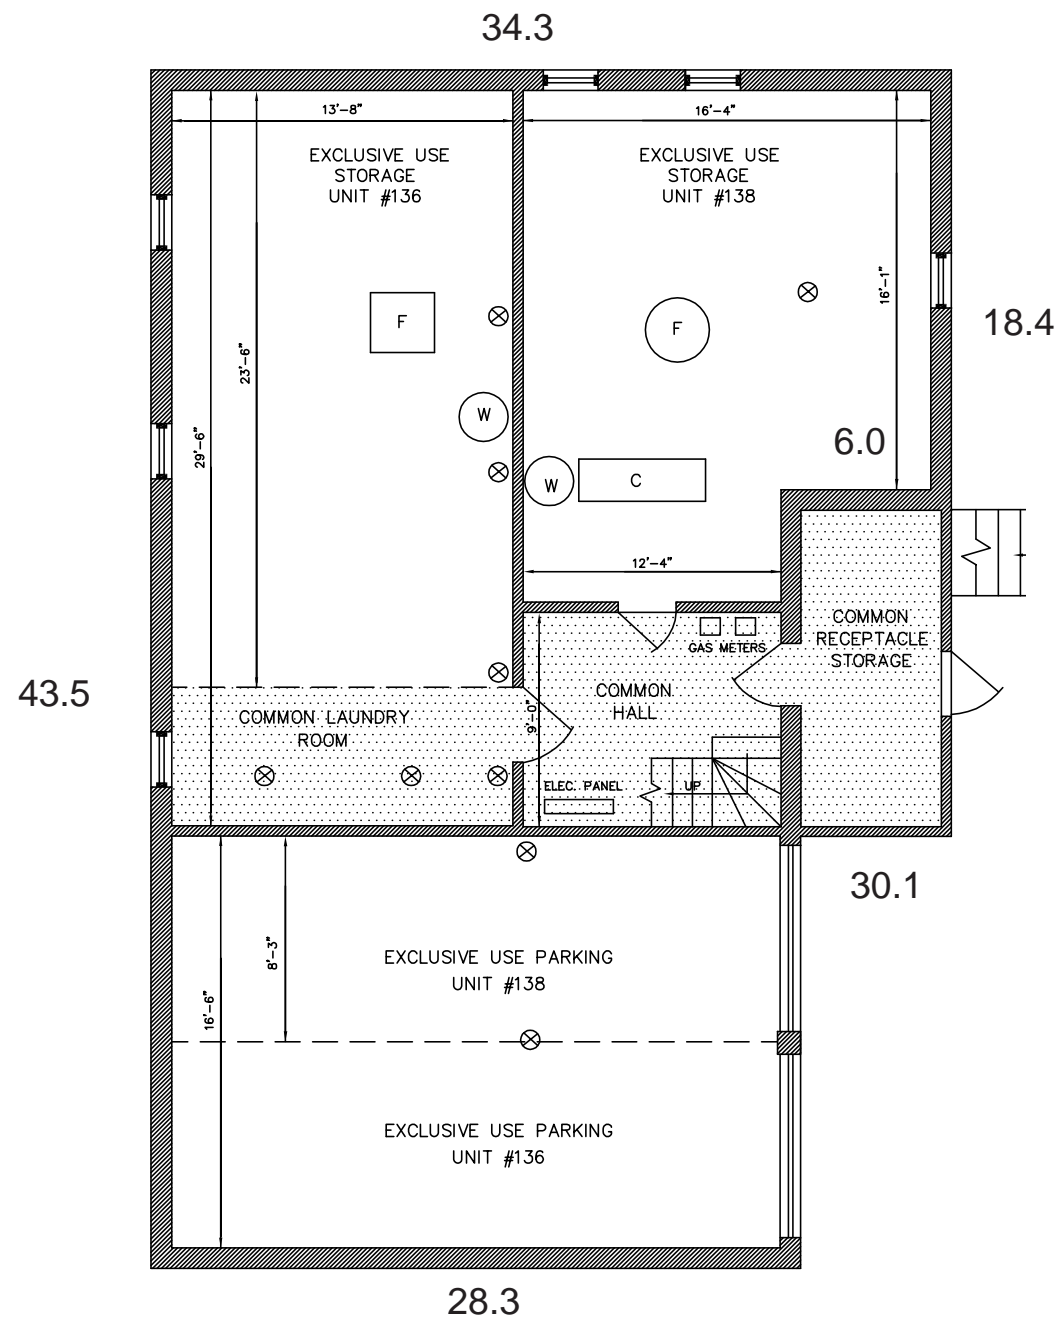 34.3
13'-8"
16'-4"
EXCLUSIVE USE
STORAGE
UNIT #136
EXCLUSIVE USE
STORAGE
UNIT #138
16'-1"
18.4
F
F
23'-6"
29'-6"
W
6.0
W
C
12'-4"
COMMON
RECEPTACLE
STORAGE
GAS METERS
43.5
COMMON
HALL
9'-0"
COMMON LAUNDRY
ROOM
ELEC. PANEL
UP
30.1
8'-3"
EXCLUSIVE USE PARKING
UNIT #138
16'-6"
EXCLUSIVE USE PARKING
UNIT #136
28.3